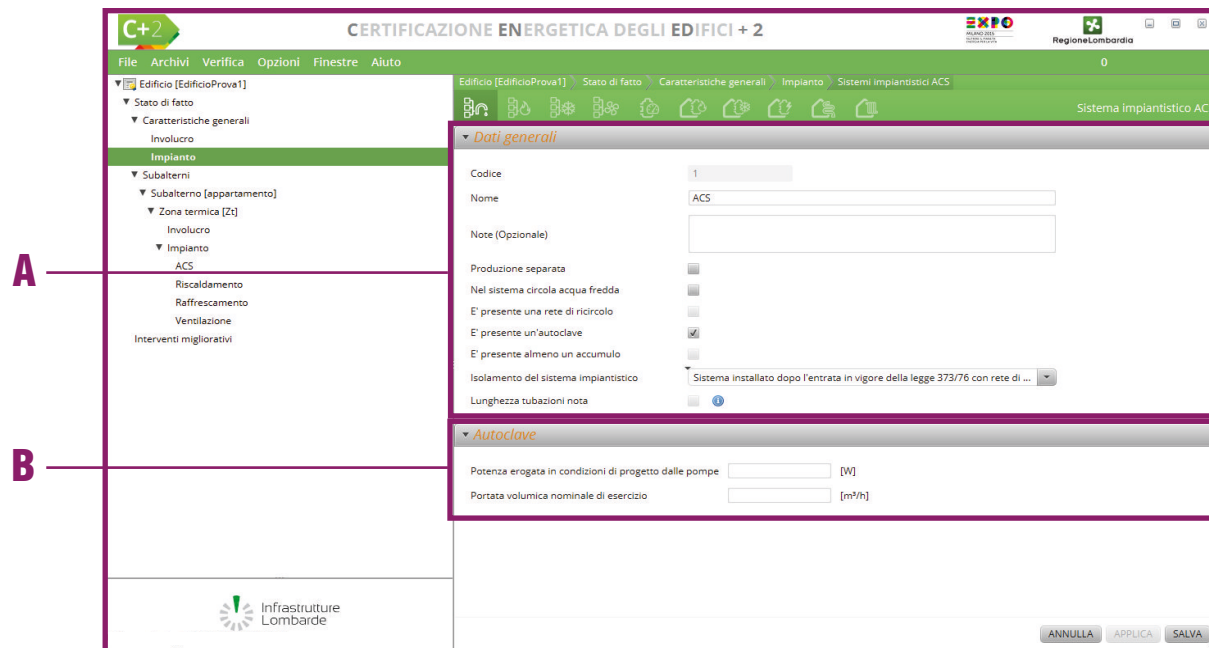 C+2
CERTIFICAZIONE ENERGETICA DEGLI EDIFICI + 2
EXPO
MILANO 2015
RegioneLombardia
File Archivi Verifica Opzioni Finestre Aiuto
0
Edificio [EdificioProva1]
Stato di fatto
Caratteristiche generali
Involucro
Impianto
Subalterni
Subalterno [appartamento]
Zona termica [Zt]
Involucro
Impianto
ACS
Riscaldamento
Raffrescamento
Ventilazione
Interventi migliorativi
Infrastrutture
Lombarde
Edificio [EdificioProva1] Stato di fatto Caratteristiche generali Impianto Sistemi impiantistici ACS
Sistema impiantistico AC
A
Dati generali
Codice 1
Nome ACS
Note (Opzionale)
Produzione separata
Nel sistema circola acqua fredda
E' presente una rete di ricircolo
E' presente un'autoclave
E' presente almeno un accumulo
Isolamento del sistema impiantistico Sistema installato dopo l'entrata in vigore della legge 373/76 con rete di ...
Lunghezza tubazioni nota
B
Autoclave
Potenza erogata in condizioni di progetto dalle pompe [W]
Portata volumica nominale di esercizio [m³/h]
ANNULLA APPLICA SALVA